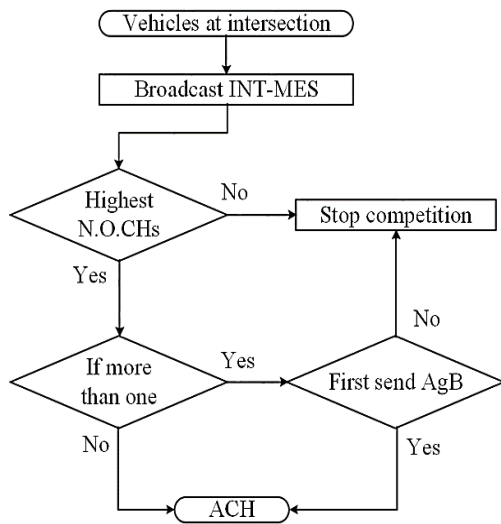 Vehicles at intersection
Broadcast INT-MES
Highest
N.O.CHs
No
Stop competition
Yes
No
If more
than one
Yes
First send AgB
No
Yes
ACH